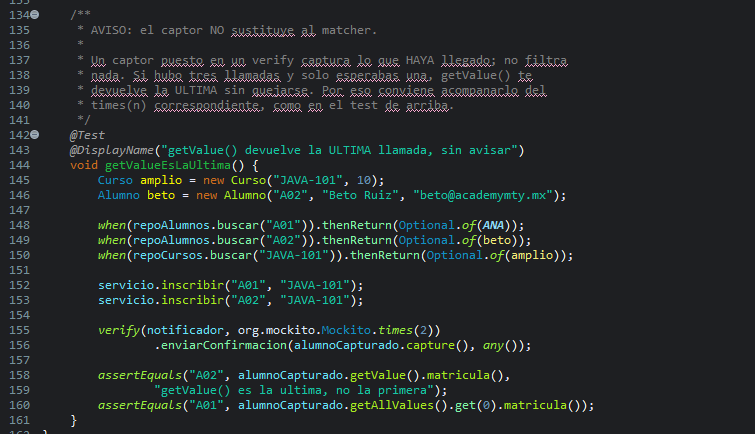 134 /**
135 * AVISO: el captor NO sustituye al matcher.
136 *
137 * Un captor puesto en un verify captura lo que HAYA llegado; no filtra
138 * nada. Si hubo tres llamadas y solo esperabas una, getValue() te
139 * devuelve la ULTIMA sin quejarse. Por eso conviene acompanarlo del
140 * times(n) correspondiente, como en el test de arriba.
141 */
142 @Test
143 @DisplayName("getValue() devuelve la ULTIMA llamada, sin avisar")
144 void getValueEsLaUltima() {
145 Curso amplio = new Curso("JAVA-101", 10);
146 Alumno beto = new Alumno("A02", "Beto Ruiz", "beto@academymty.mx");
147
148 when(repoAlumnos.buscar("A01")).thenReturn(Optional.of(ANA));
149 when(repoAlumnos.buscar("A02")).thenReturn(Optional.of(beto));
150 when(repoCursos.buscar("JAVA-101")).thenReturn(Optional.of(amplio));
151
152 servicio.inscribir("A01", "JAVA-101");
153 servicio.inscribir("A02", "JAVA-101");
154
155 verify(notificador, org.mockito.Mockito.times(2))
156 .enviarConfirmacion(alumnoCapturado.capture(), any());
157
158 assertEquals("A02", alumnoCapturado.getValue().matricula(),
159 "getValue() es la ultima, no la primera");
160 assertEquals("A01", alumnoCapturado.getAllValues().get(0).matricula());
161 }